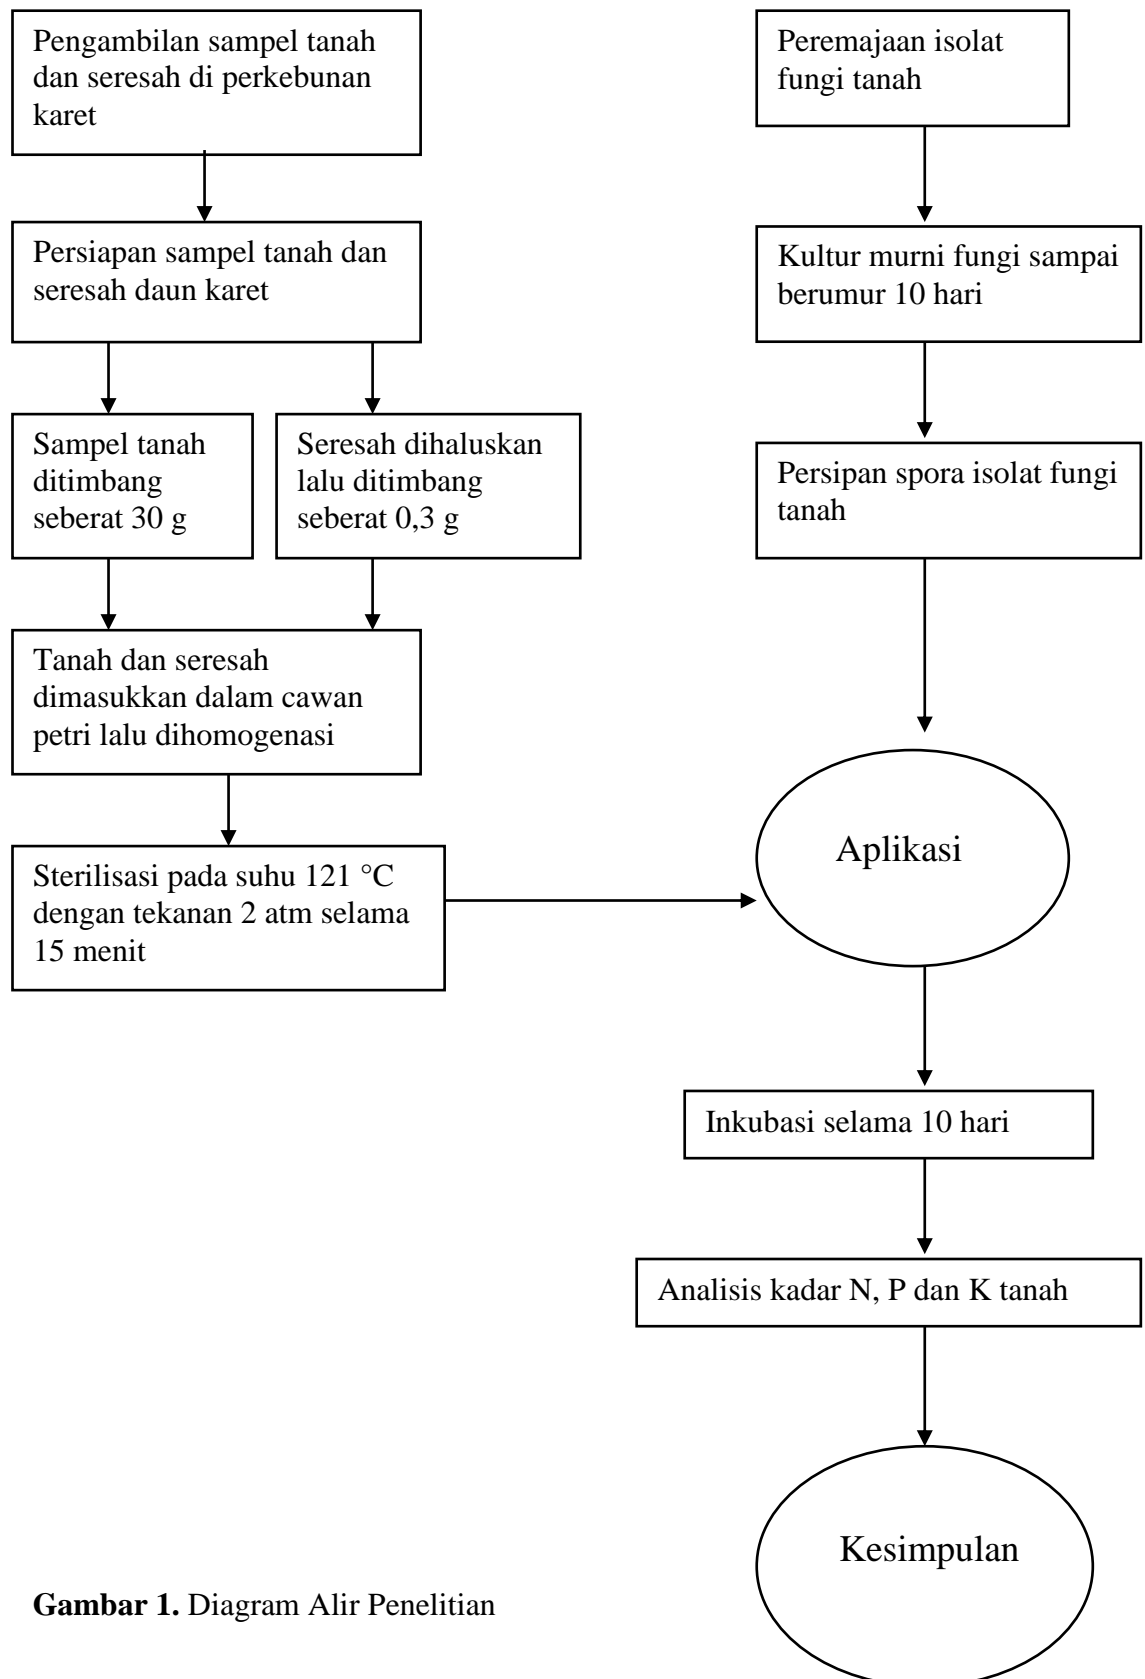 Pengambilan sampel tanah
dan seresah di perkebunan
karet
Peremajaan isolat
fungi tanah
Persiapan sampel tanah dan
seresah daun karet
Kultur murni fungi sampai
berumur 10 hari
Sampel tanah
ditimbang
seberat 30 g
Seresah dihaluskan
lalu ditimbang
seberat 0,3 g
Persipan spora isolat fungi
tanah
Tanah dan seresah
dimasukkan dalam cawan
petri lalu dihomogenasi
Sterilisasi pada suhu 121 °C
dengan tekanan 2 atm selama
15 menit
Aplikasi
Inkubasi selama 10 hari
Analisis kadar N, P dan K tanah
Kesimpulan
Gambar 1. Diagram Alir Penelitian